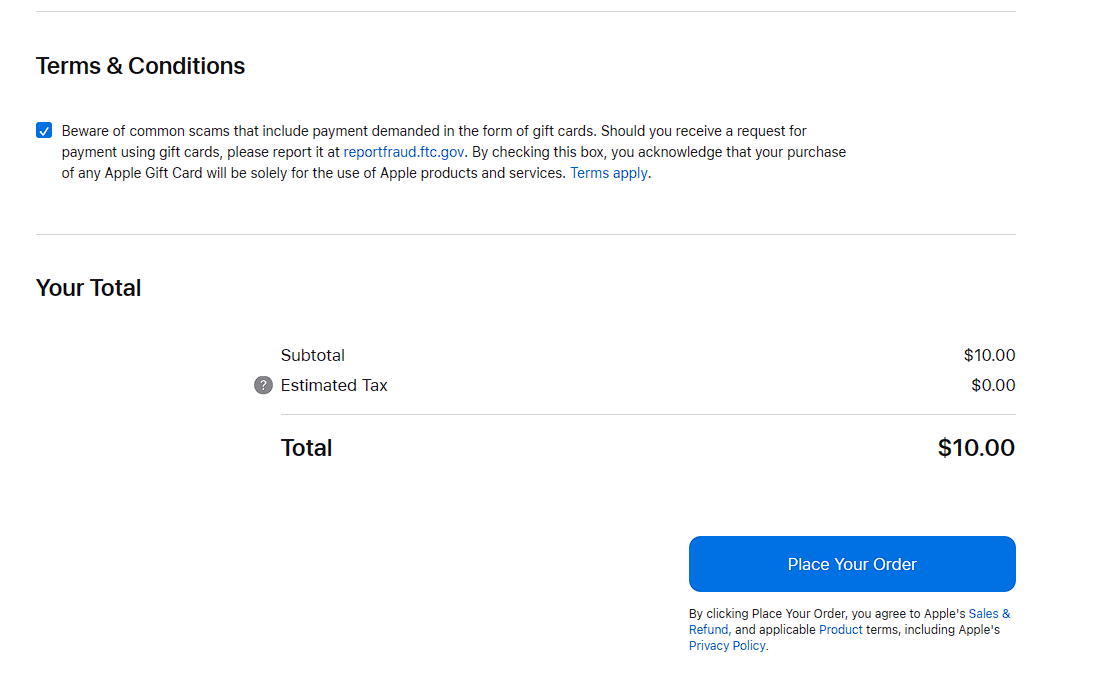 Terms & Conditions
Beware of common scams that include payment demanded in the form of gift cards. Should you receive a request for
payment using gift cards, please report it at reportfraud.ftc.gov. By checking this box, you acknowledge that your purchase
of any Apple Gift Card will be solely for the use of Apple products and services. Terms apply.
Your Total
Subtotal $10.00
? Estimated Tax $0.00
Total $10.00
Place Your Order
By clicking Place Your Order, you agree to Apple's Sales &
Refund, and applicable Product terms, including Apple's
Privacy Policy.